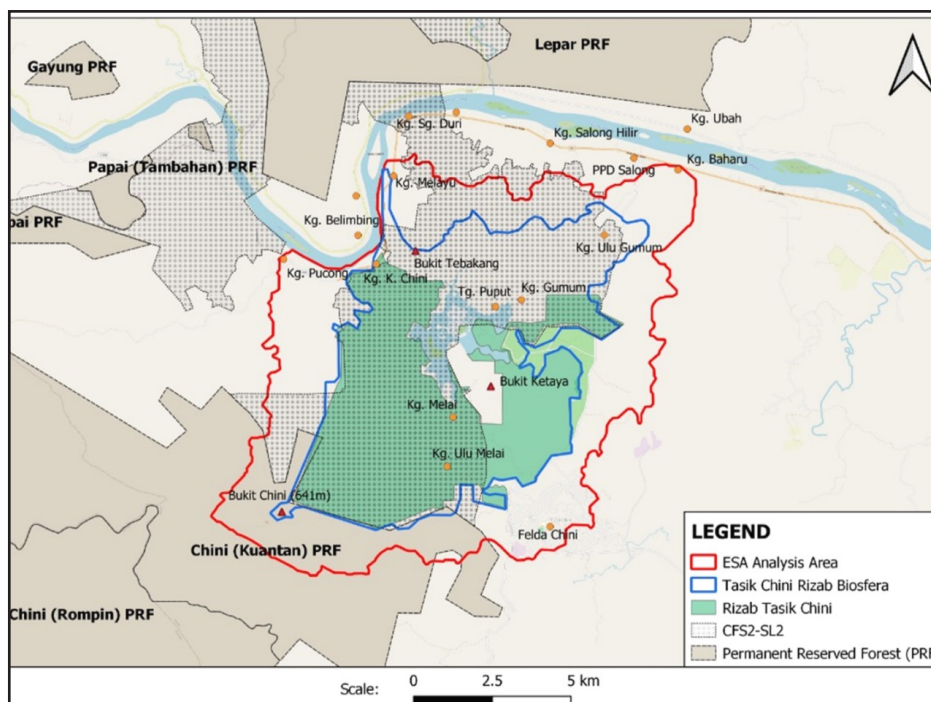 Lepar PRF
Gayung PRF
Kg. Ubah
Kg. Sg. Duri
Kg. Salong Hilir
Papai (Tambahan) PRF
PPD Salong
Kg. Baharu
Kg. Melayu
pai PRF
Kg. Belimbing
Kg. Ulu Gumum
Bukit Tebakang
Kg. Pucong
Kg. K. Chini
Tg. Puput
Kg. Gumum
Bukit Ketaya
Kg. Melai
Kg. Ulu Melai
Bukit Chini (641m)
Felda Chini
Chini (Kuantan) PRF
Chini (Rompin) PRF
LEGEND
ESA Analysis Area
Tasik Chini Rizab Biosfera
Rizab Tasik Chini
CFS2-SL2
Permanent Reserved Forest (PRF
Scale:
0 2.5 5 km